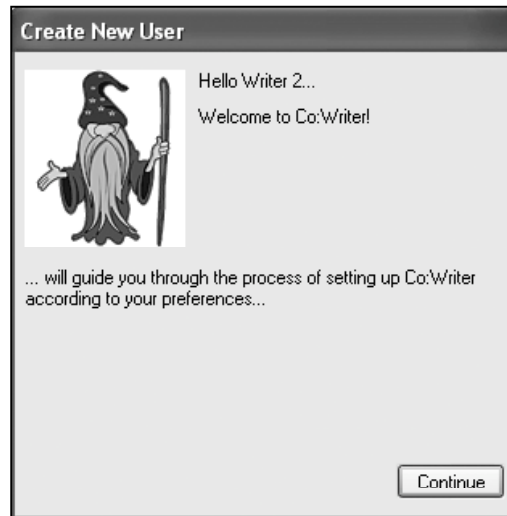 Create New User
Hello Writer 2...
Welcome to Co:Writer!
... will guide you through the process of setting up Co:Writer
according to your preferences...
Continue